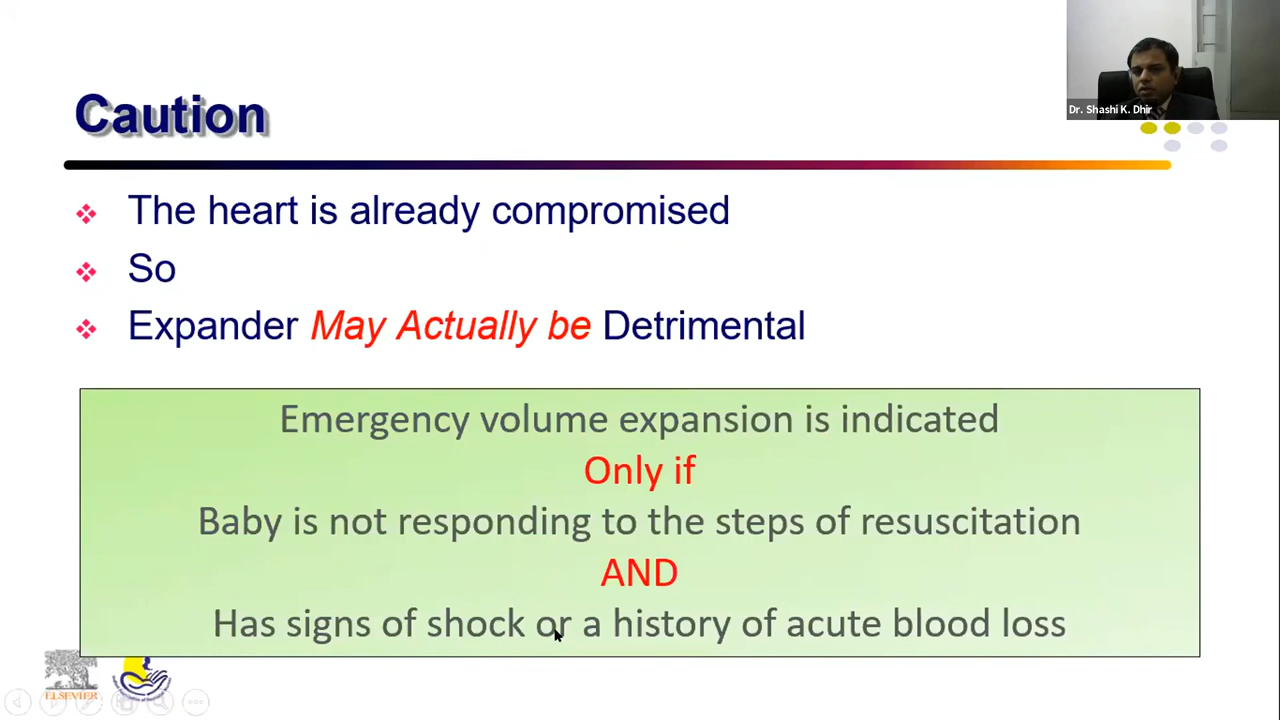 Dr. Shashi K. Dhir
Caution
The heart is already compromised
So
Expander May Actually be Detrimental
Emergency volume expansion is indicated
Only if
Baby is not responding to the steps of resuscitation
AND
Has signs of shock or a history of acute blood loss
ELSEVIER